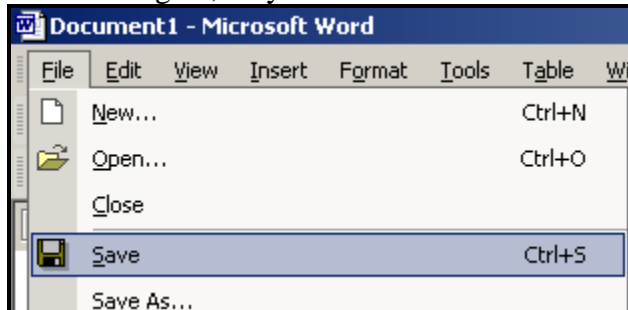 Document1 - Microsoft Word
File Edit View Insert Format Tools Table Wi
New... Ctrl+N
Open... Ctrl+O
Close
Save Ctrl+S
Save As...